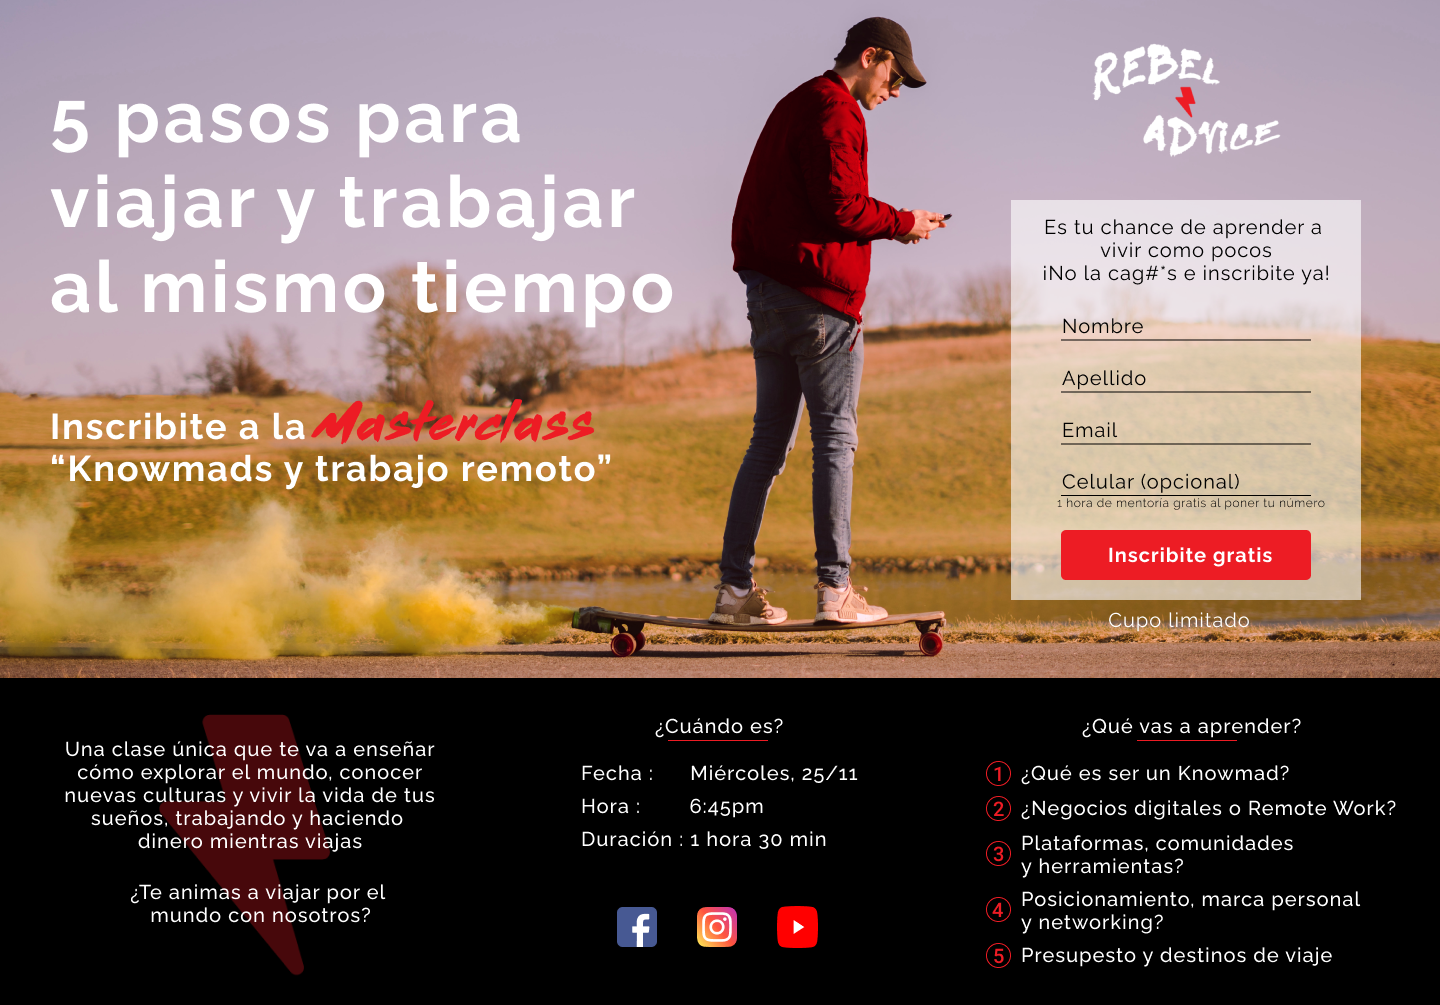 5 pasos para
viajar y trabajar
al mismo tiempo
Inscribite a la Masterclass
“Knowmads y trabajo remoto”
REBEL
ADVICE
Es tu chance de aprender a
vivir como pocos
¡No la cag#*s e inscribite ya!
Nombre
Apellido
Email
Celular (opcional)
1 hora de mentoría gratis al poner tu número
Inscribite gratis
Cupo limitado
Una clase única que te va a enseñar
cómo explorar el mundo, conocer
nuevas culturas y vivir la vida de tus
sueños, trabajando y haciendo
dinero mientras viajas
¿Te animas a viajar por el
mundo con nosotros?
¿Cuándo es?
Fecha : Miércoles, 25/11
Hora : 6:45pm
Duración : 1 hora 30 min
¿Qué vas a aprender?
1 ¿Qué es ser un Knowmad?
2 ¿Negocios digitales o Remote Work?
3 Plataformas, comunidades
y herramientas?
4 Posicionamiento, marca personal
y networking?
5 Presupesto y destinos de viaje